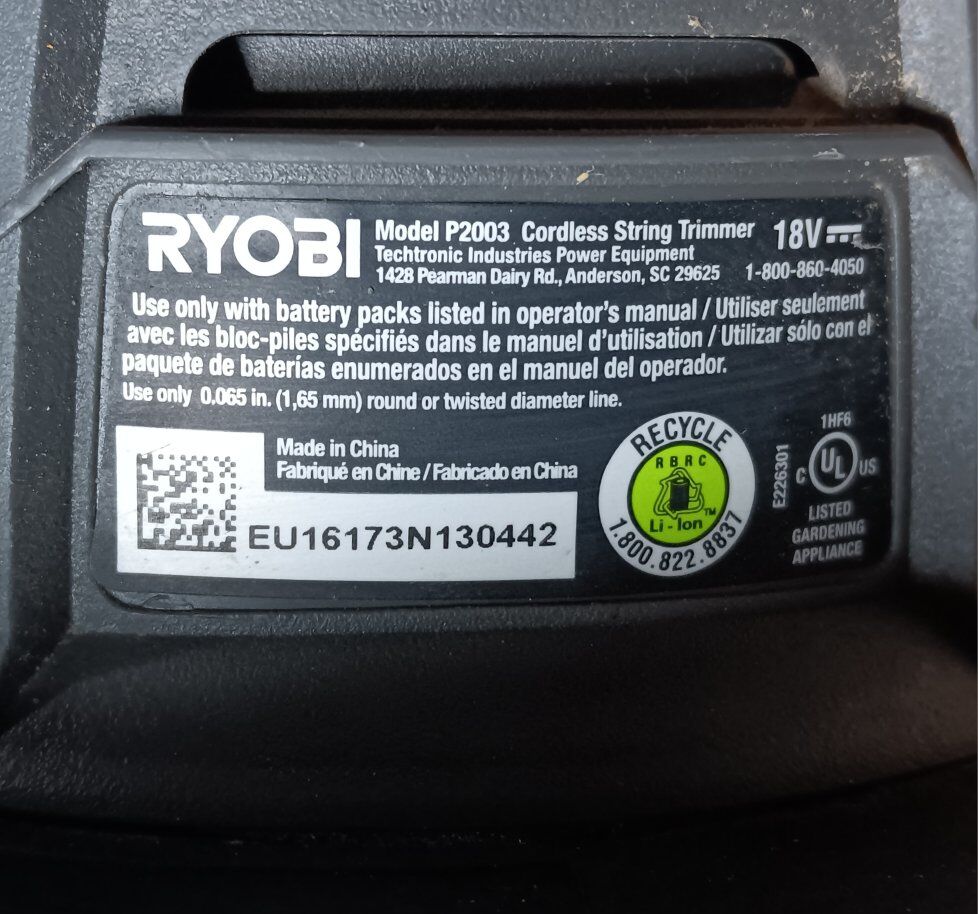 RYOBI
Model P2003 Cordless String Trimmer 18V
Techtronic Industries Power Equipment
1428 Pearman Dairy Rd., Anderson, SC 29625 1-800-860-4050
Use only with battery packs listed in operator's manual / Utiliser seulement
avec les bloc-piles spécifiés dans le manuel d'utilisation / Utilizar sólo con el
paquete de baterías enumerados en el manuel del operador.
Use only 0.065 in. (1,65 mm) round or twisted diameter line.
Made in China
Fabriqué en Chine / Fabricado en China
EU16173N130442
RECYCLE
RBRC
Li-Ion™
1.800.822.8837
E226301
1HF6
C UL US
LISTED
GARDENING
APPLIANCE